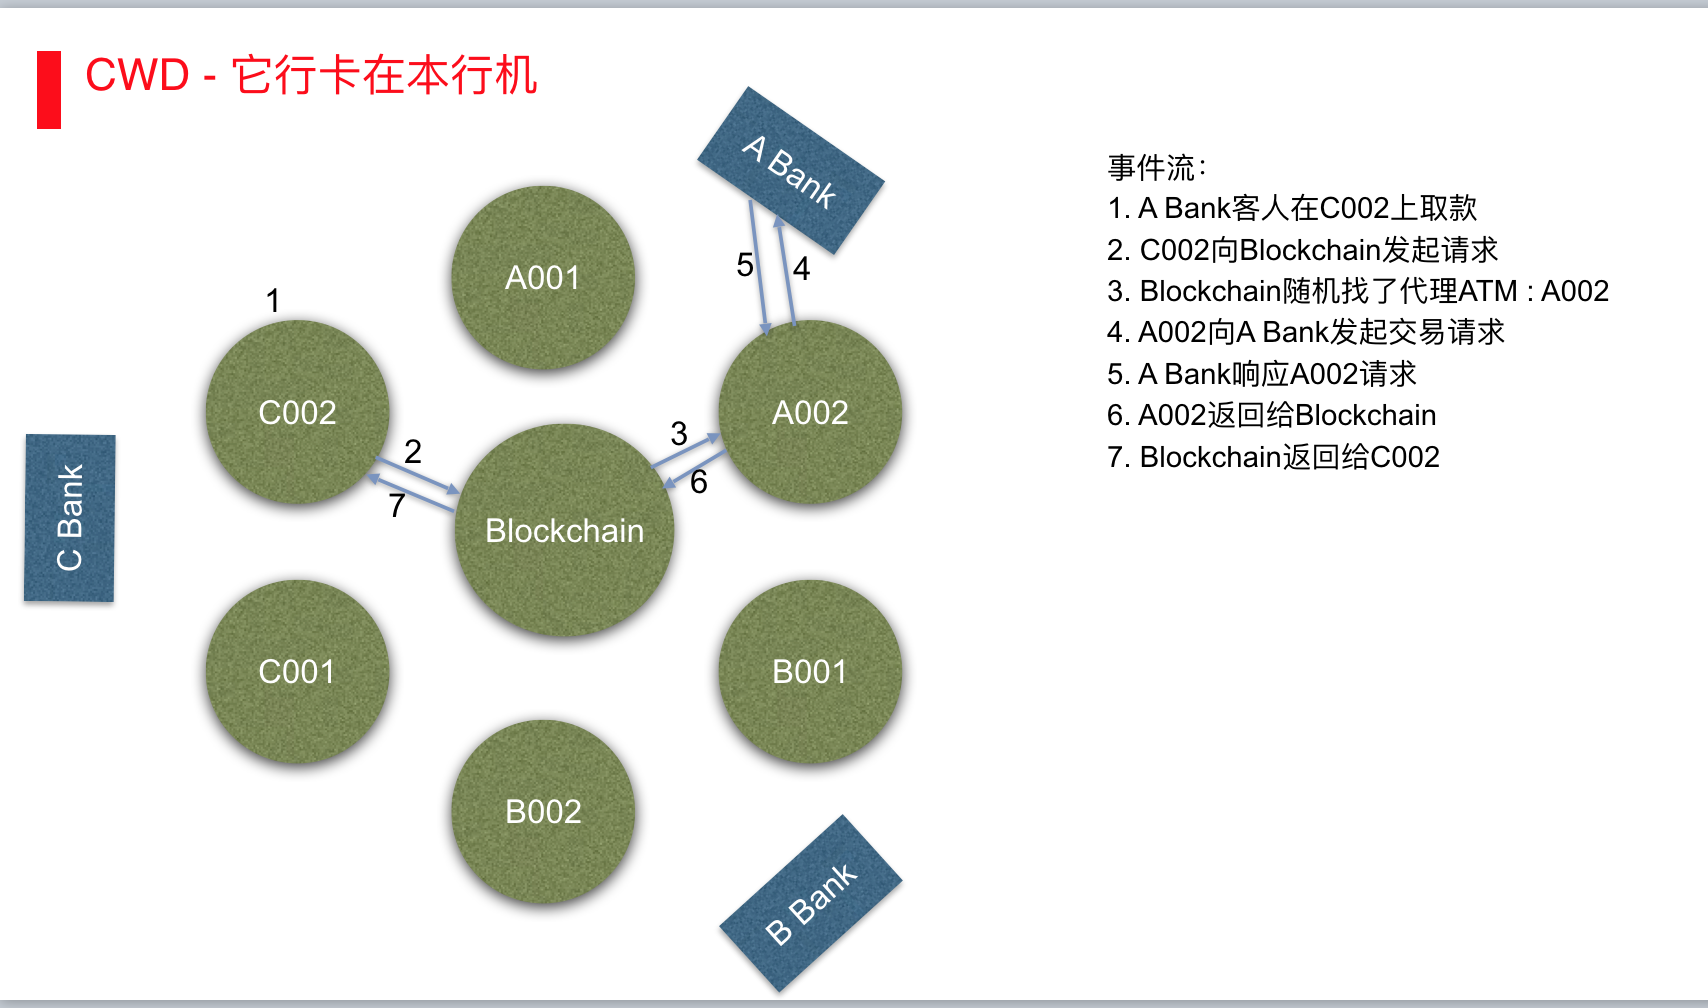 CWD - 它行卡在本行机
A Bank
事件流：
1. A Bank客人在C002上取款
2. C002向Blockchain发起请求
3. Blockchain随机找了代理ATM : A002
4. A002向A Bank发起交易请求
5. A Bank响应A002请求
6. A002返回给Blockchain
7. Blockchain返回给C002
A001
5
4
1
C002
A002
2
3
7
6
C Bank
Blockchain
C001
B001
B002
B Bank